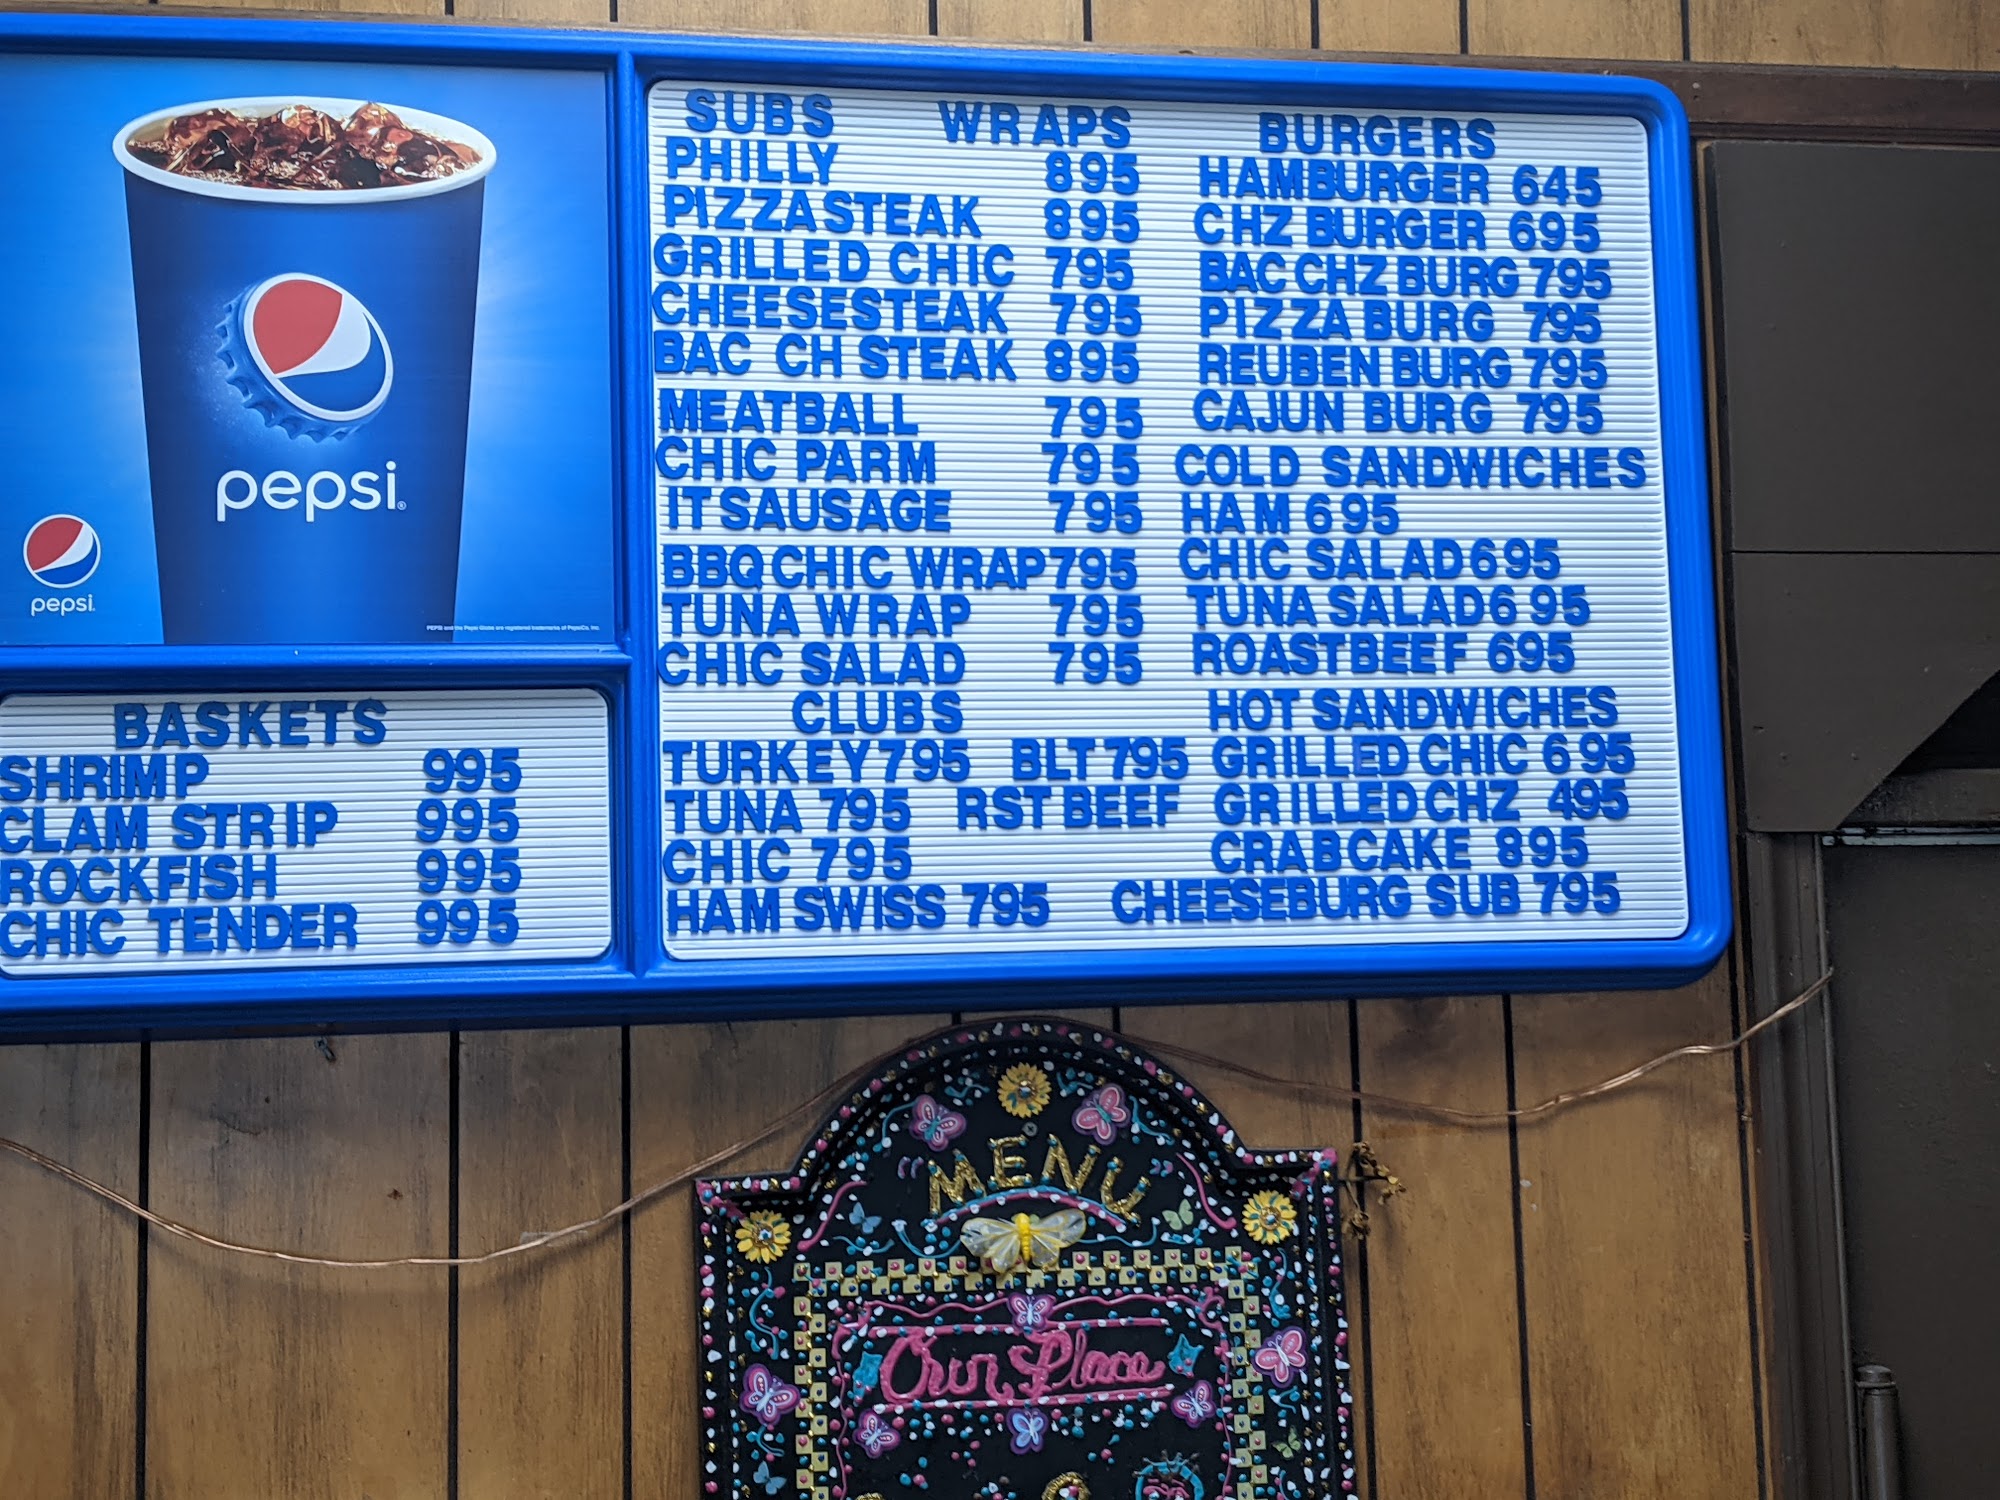 pepsi
pepsi
BASKETS
SHRIMP 995
CLAM STRIP 995
ROCKFISH 995
CHIC TENDER 995
SUBS WRAPS
PHILLY 895
PIZZASTEAK 895
GRILLED CHIC 795
CHEESESTEAK 795
BAC CH STEAK 895
MEATBALL 795
CHIC PARM 795
IT SAUSAGE 795
BBQ CHIC WRAP 795
TUNA WRAP 795
CHIC SALAD 795
CLUBS
TURKEY 795 BLT 795
TUNA 795 RST BEEF
CHIC 795
HAM SWISS 795
BURGERS
HAMBURGER 645
CHZ BURGER 695
BAC CHZ BURG 795
PIZZA BURG 795
REUBEN BURG 795
CAJUN BURG 795
COLD SANDWICHES
HAM 695
CHIC SALAD 695
TUNA SALAD 695
ROAST BEEF 695
HOT SANDWICHES
GRILLED CHIC 695
GRILLED CHZ 495
CRABCAKE 895
CHEESEBURG SUB 795
"MENU"
Our Place